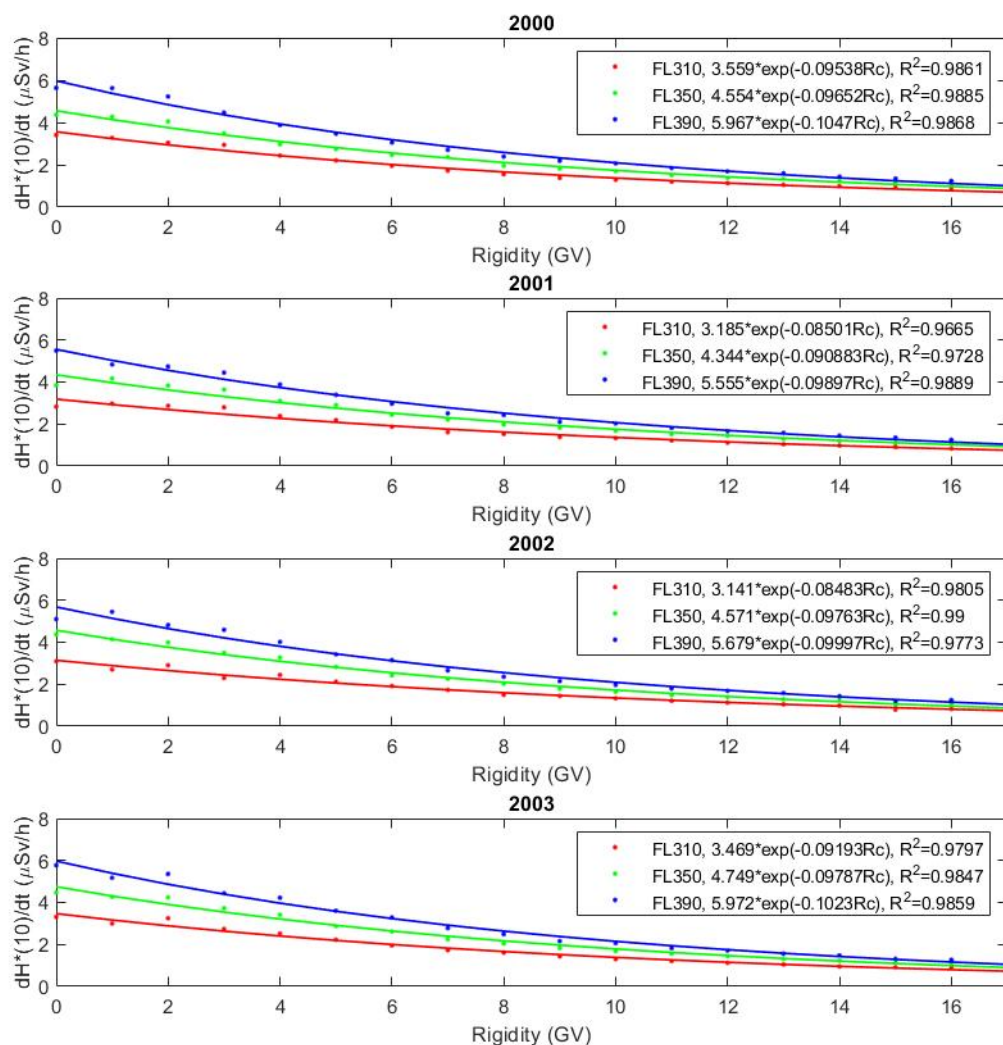 2000
8
6
4
2
0
dH*(10)/dt (μSv/h)
FL310, 3.559*exp(-0.09538Rc), R²=0.9861
FL350, 4.554*exp(-0.09652Rc), R²=0.9885
FL390, 5.967*exp(-0.1047Rc), R²=0.9868
0 2 4 6 8 10 12 14 16
Rigidity (GV)
2001
8
6
4
2
0
dH*(10)/dt (μSv/h)
FL310, 3.185*exp(-0.08501Rc), R²=0.9665
FL350, 4.344*exp(-0.090883Rc), R²=0.9728
FL390, 5.555*exp(-0.09897Rc), R²=0.9889
0 2 4 6 8 10 12 14 16
Rigidity (GV)
2002
8
6
4
2
0
dH*(10)/dt (μSv/h)
FL310, 3.141*exp(-0.08483Rc), R²=0.9805
FL350, 4.571*exp(-0.09763Rc), R²=0.99
FL390, 5.679*exp(-0.09997Rc), R²=0.9773
0 2 4 6 8 10 12 14 16
Rigidity (GV)
2003
8
6
4
2
0
dH*(10)/dt (μSv/h)
FL310, 3.469*exp(-0.09193Rc), R²=0.9797
FL350, 4.749*exp(-0.09787Rc), R²=0.9847
FL390, 5.972*exp(-0.1023Rc), R²=0.9859
0 2 4 6 8 10 12 14 16
Rigidity (GV)